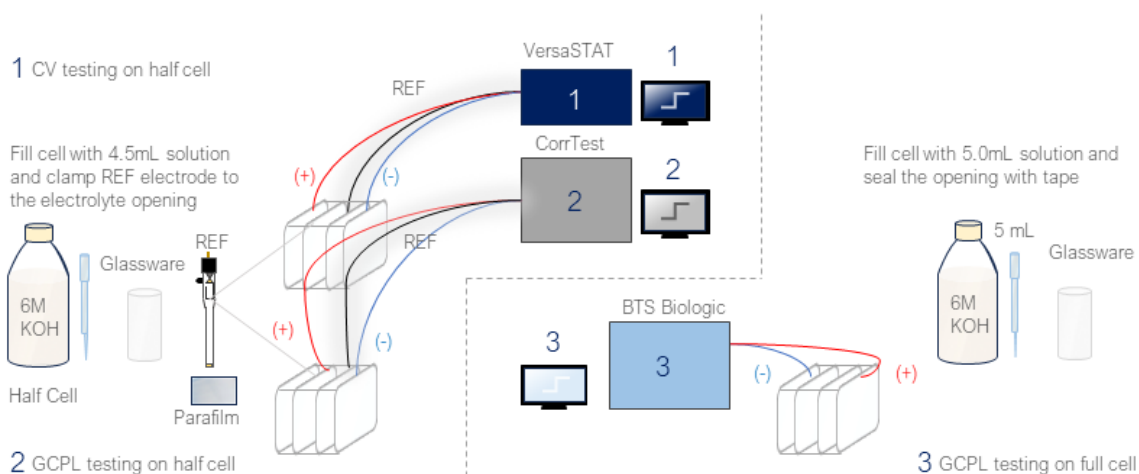 1 CV testing on half cell
Fill cell with 4.5mL solution
and clamp REF electrode to
the electrolyte opening
REF
Glassware
6M
KOH
Half Cell
Parafilm
2 GCPL testing on half cell
VersaSTAT
1
1
REF
(+)
(-)
CorrTest
2
2
REF
(+)
(-)
Fill cell with 5.0mL solution and
seal the opening with tape
5 mL
Glassware
6M
KOH
BTS Biologic
3
3
(-)
(+)
3 GCPL testing on full cell